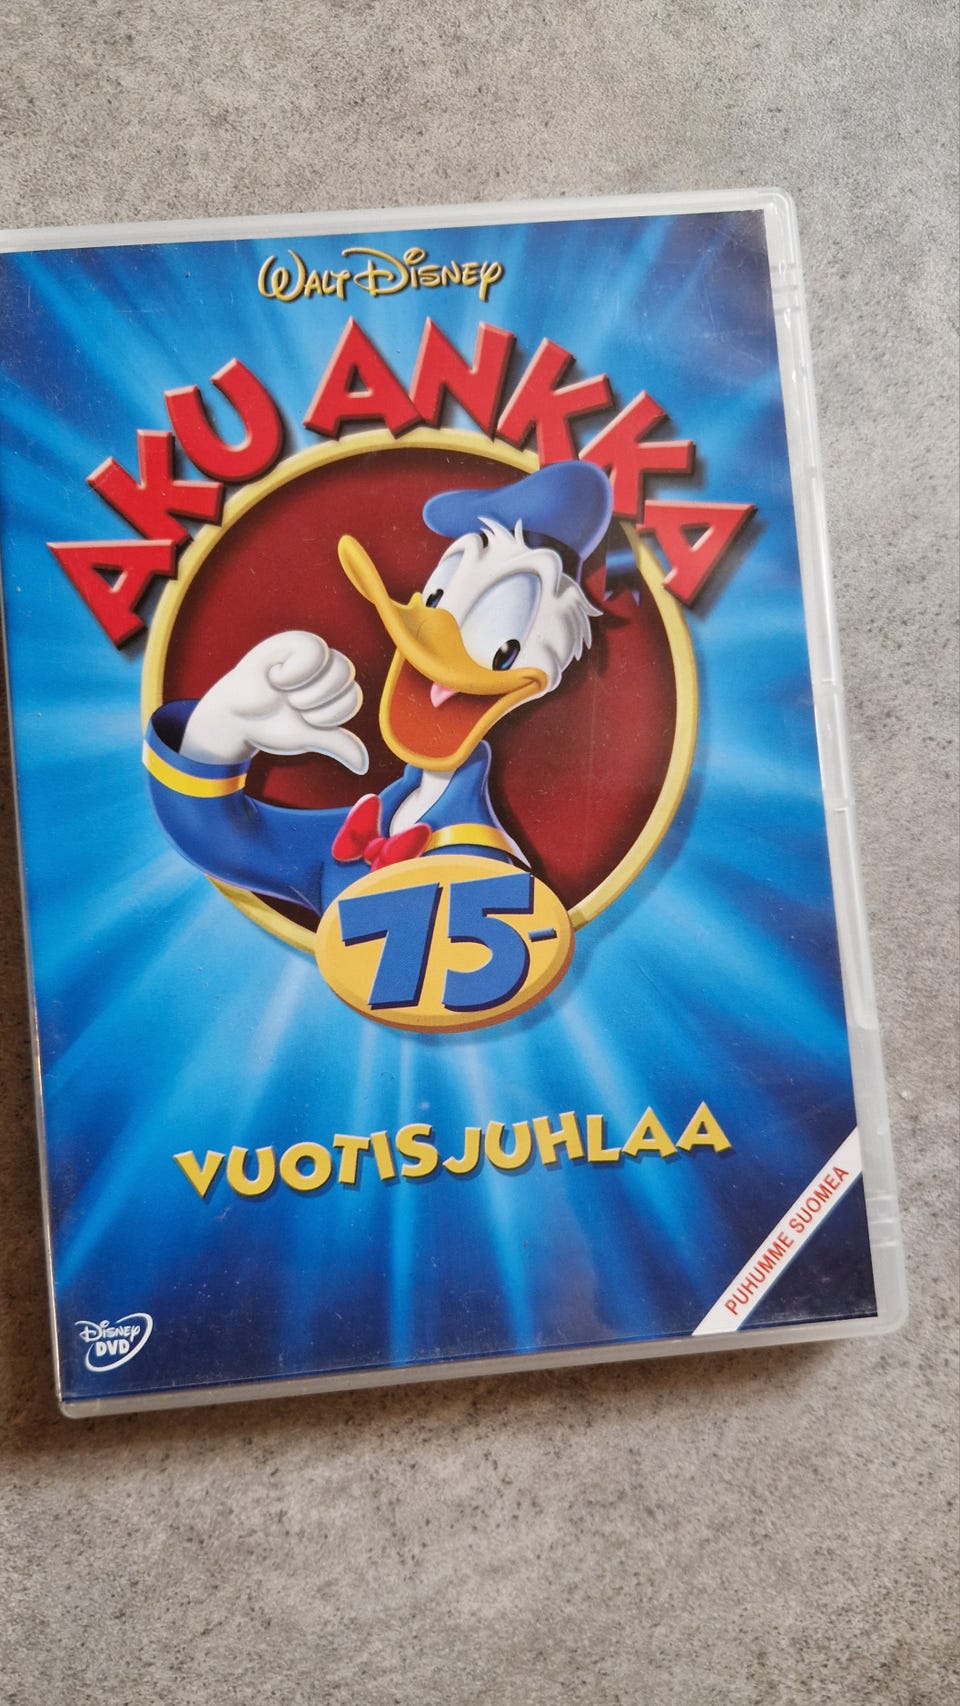 WALT DISNEY
AKU ANKKA
75-
VUOTISJUHLAA
PUHUMME SUOMEA
DISNEY
DVD